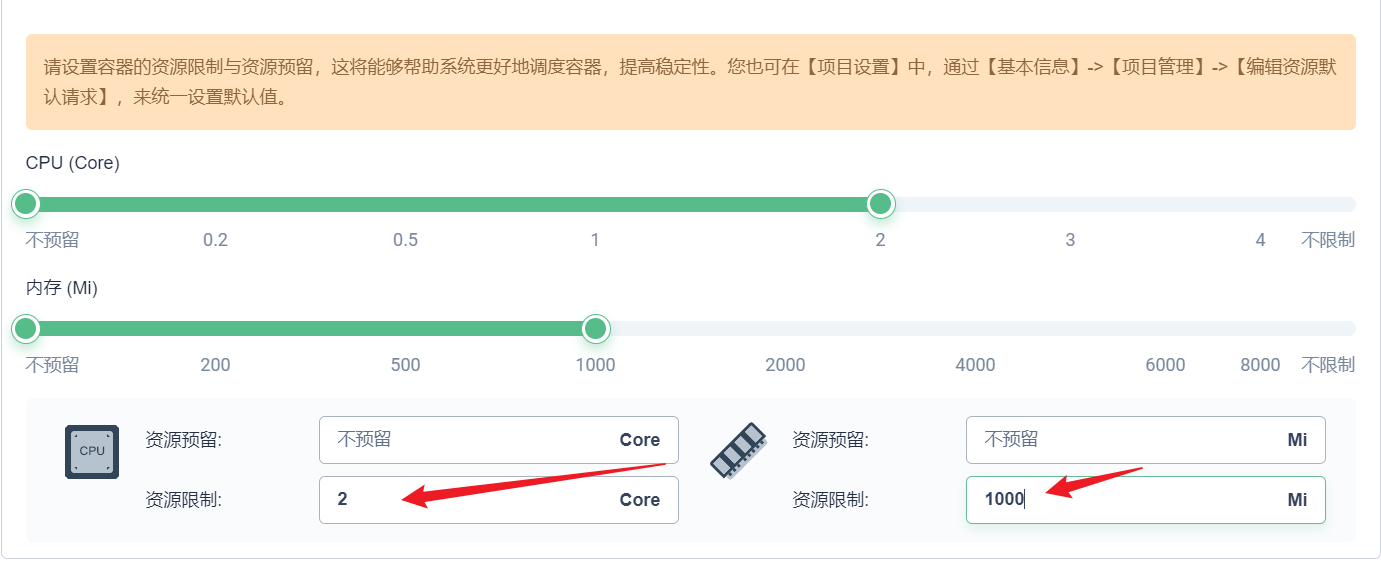 请设置容器的资源限制与资源预留，这将能够帮助系统更好地调度容器，提高稳定性。您也可在【项目设置】中，通过【基本信息】->【项目管理】->【编辑资源默
认请求】，来统一设置默认值。
CPU (Core)
不预留 0.2 0.5 1 2 3 4 不限制
内存 (Mi)
不预留 200 500 1000 2000 4000 6000 8000 不限制
CPU 资源预留: 不预留 Core 资源预留: 不预留 Mi
资源限制: 2 Core 资源限制: 1000 Mi